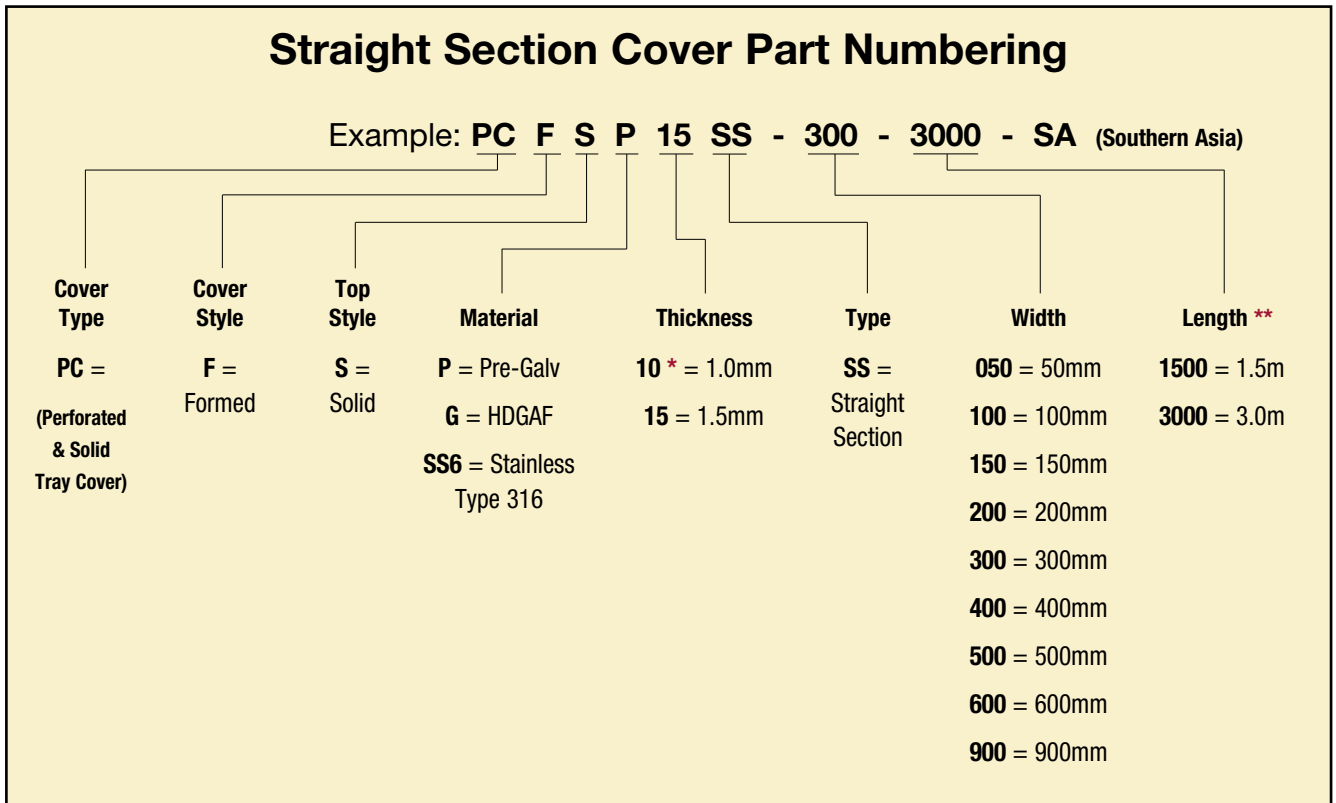 Straight Section Cover Part Numbering
Example: PC F S P 15 SS - 300 - 3000 - SA (Southern Asia)
Cover
Type
PC =
(Perforated
& Solid
Tray Cover)
Cover
Style
F =
Formed
Top
Style
S =
Solid
Material
P = Pre-Galv
G = HDGAF
SS6 = Stainless
Type 316
Thickness
10 * = 1.0mm
15 = 1.5mm
Type
SS =
Straight
Section
Width
050 = 50mm
100 = 100mm
150 = 150mm
200 = 200mm
300 = 300mm
400 = 400mm
500 = 500mm
600 = 600mm
900 = 900mm
Length **
1500 = 1.5m
3000 = 3.0m